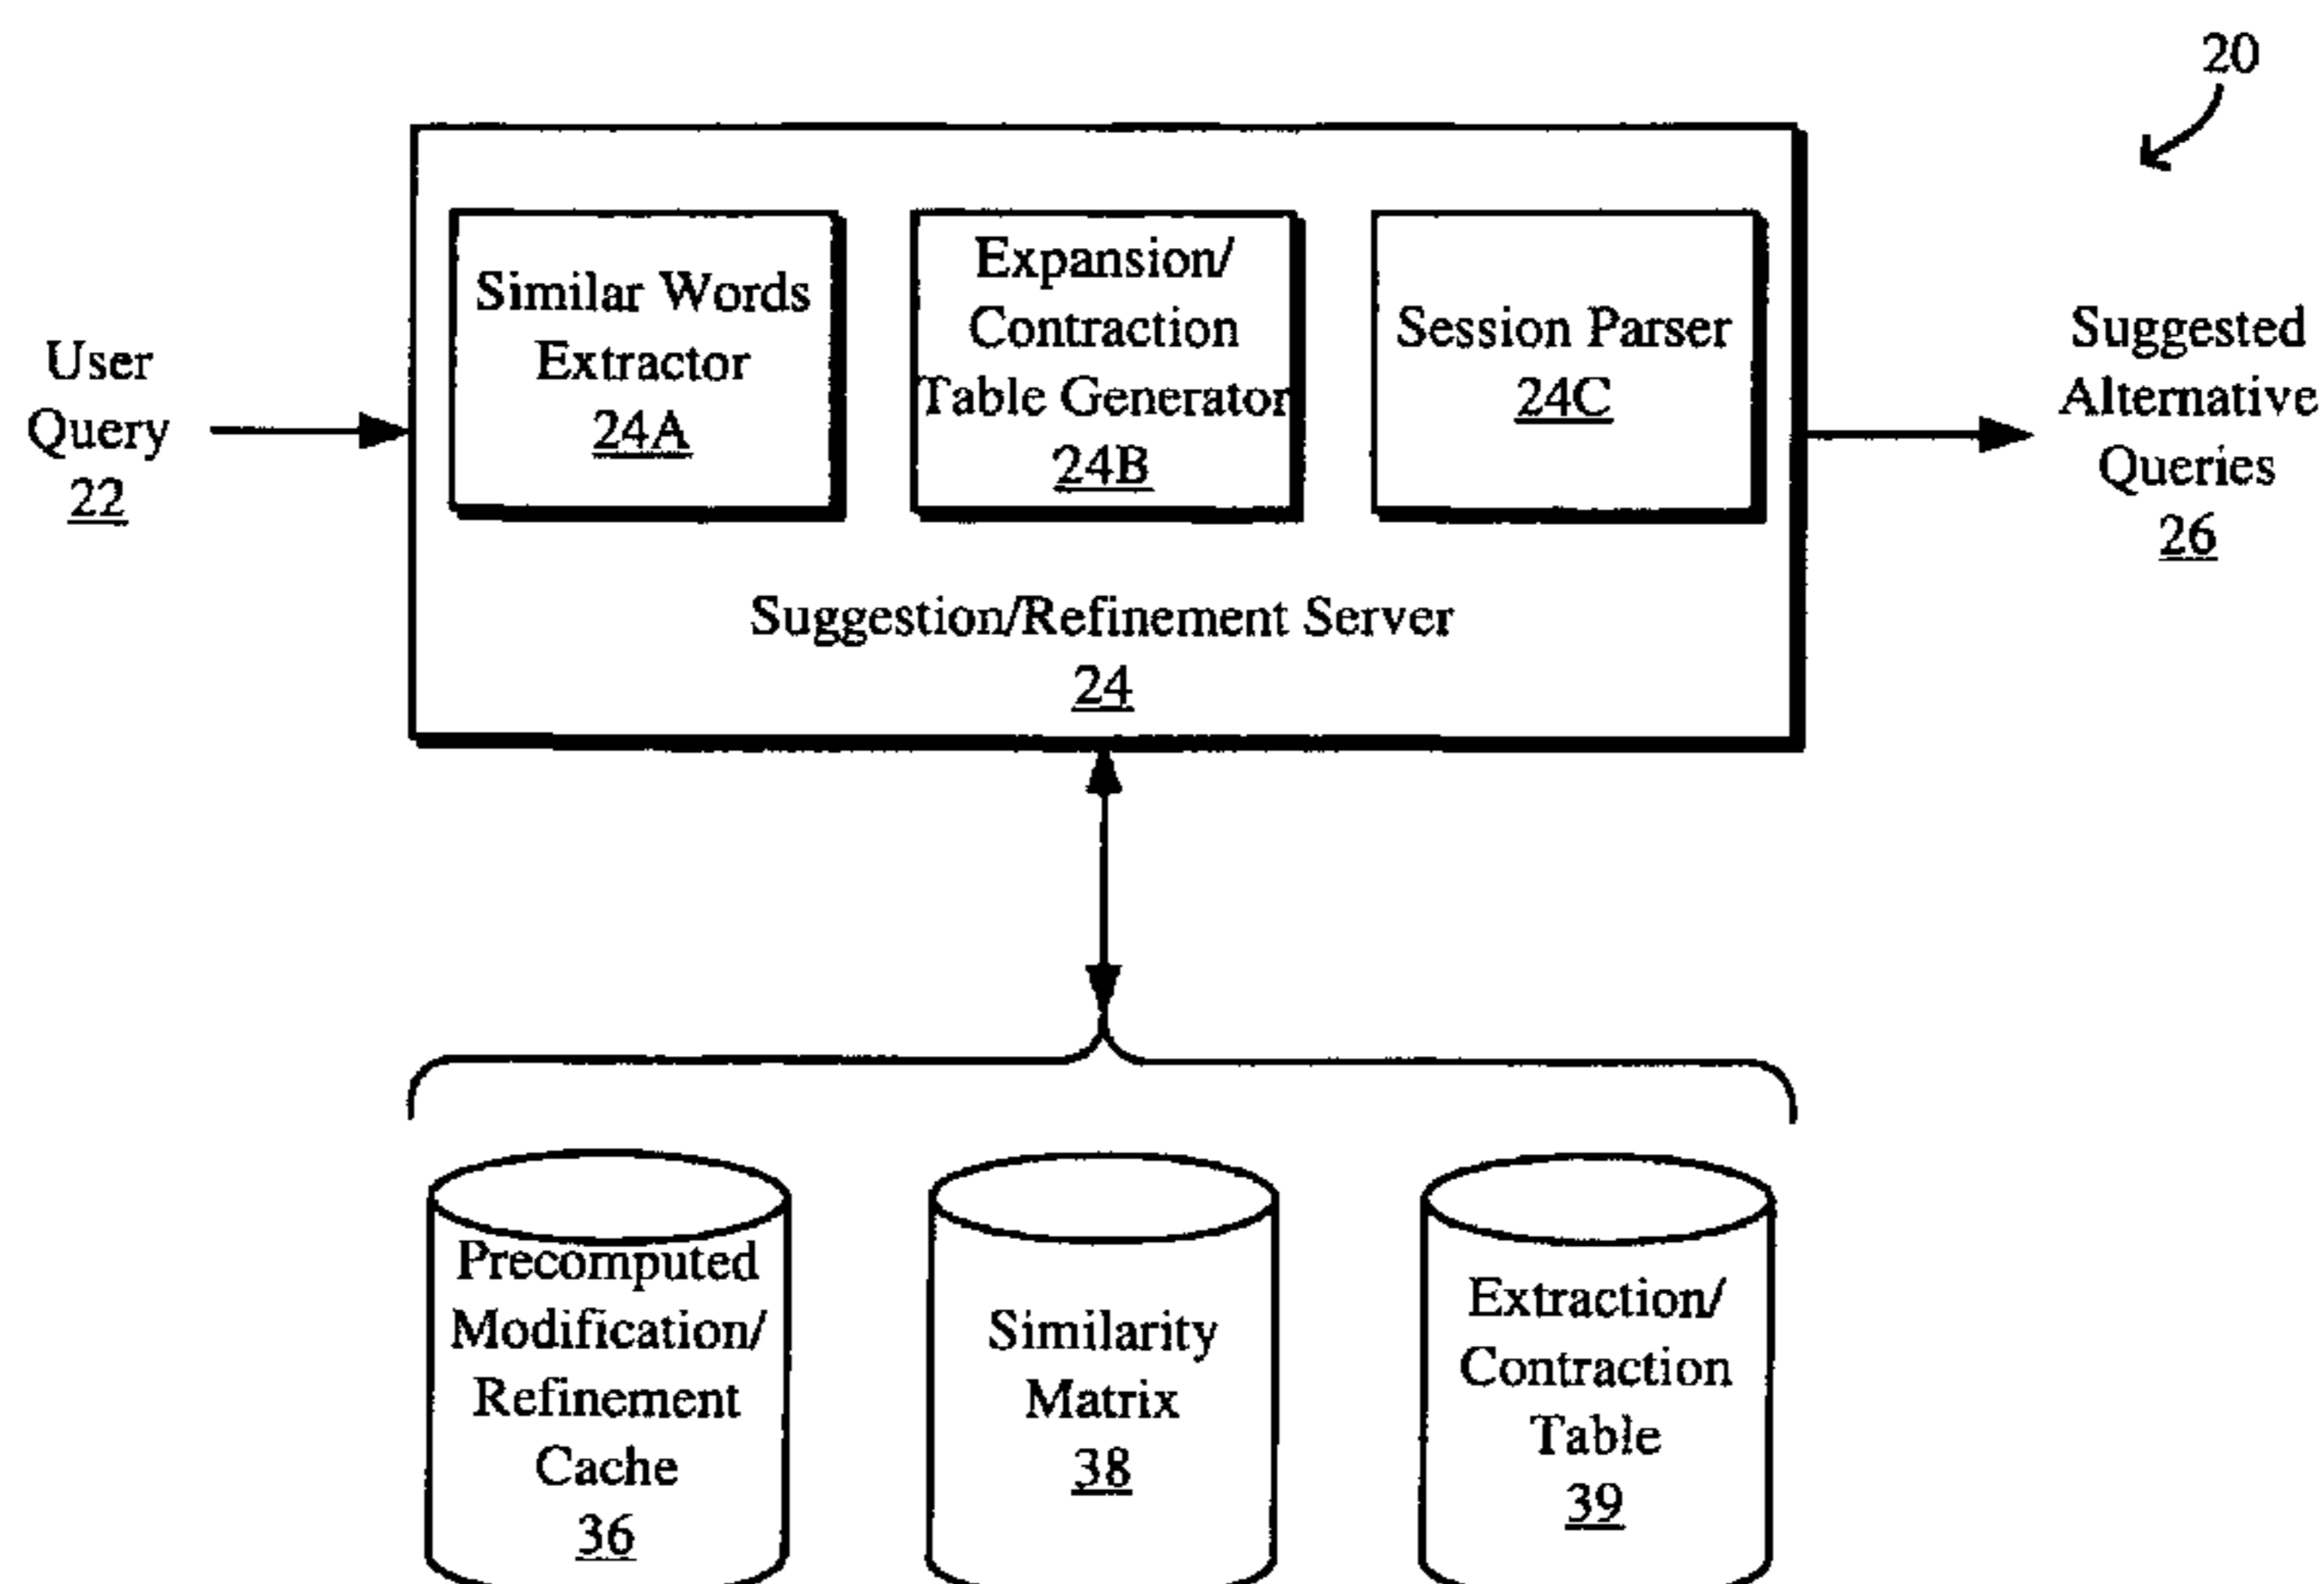 20
User
Query
22
Similar Words
Extractor
24A
Expansion/
Contraction
Table Generator
24B
Session Parser
24C
Suggestion/Refinement Server
24
Suggested
Alternative
Queries
26
Precomputed
Modification/
Refinement
Cache
36
Similarity
Matrix
38
Extraction/
Contraction
Table
39